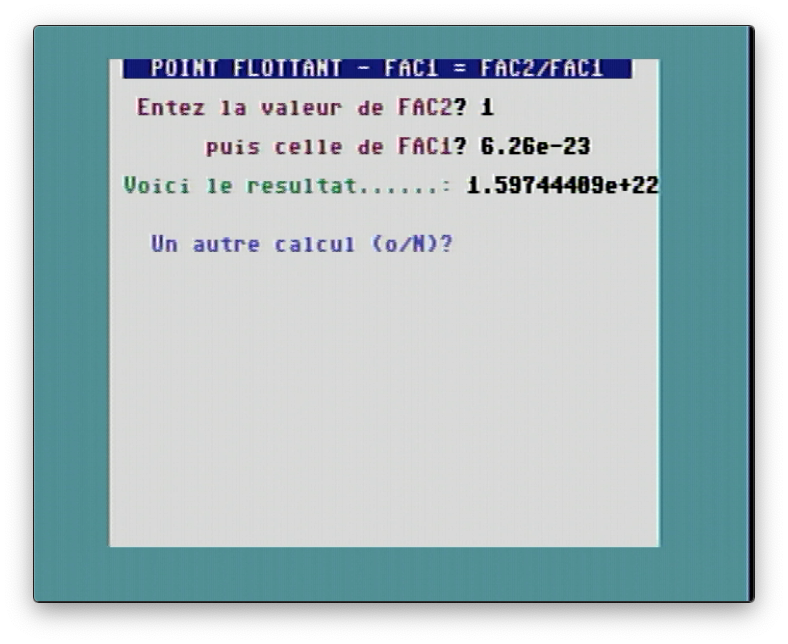 POINT FLOTTANT - FAC1 = FAC2/FAC1
Entez la valeur de FAC2? 1
puis celle de FAC1? 6.26e-23
Voici le resultat......: 1.59744409e+22
Un autre calcul (o/N)?